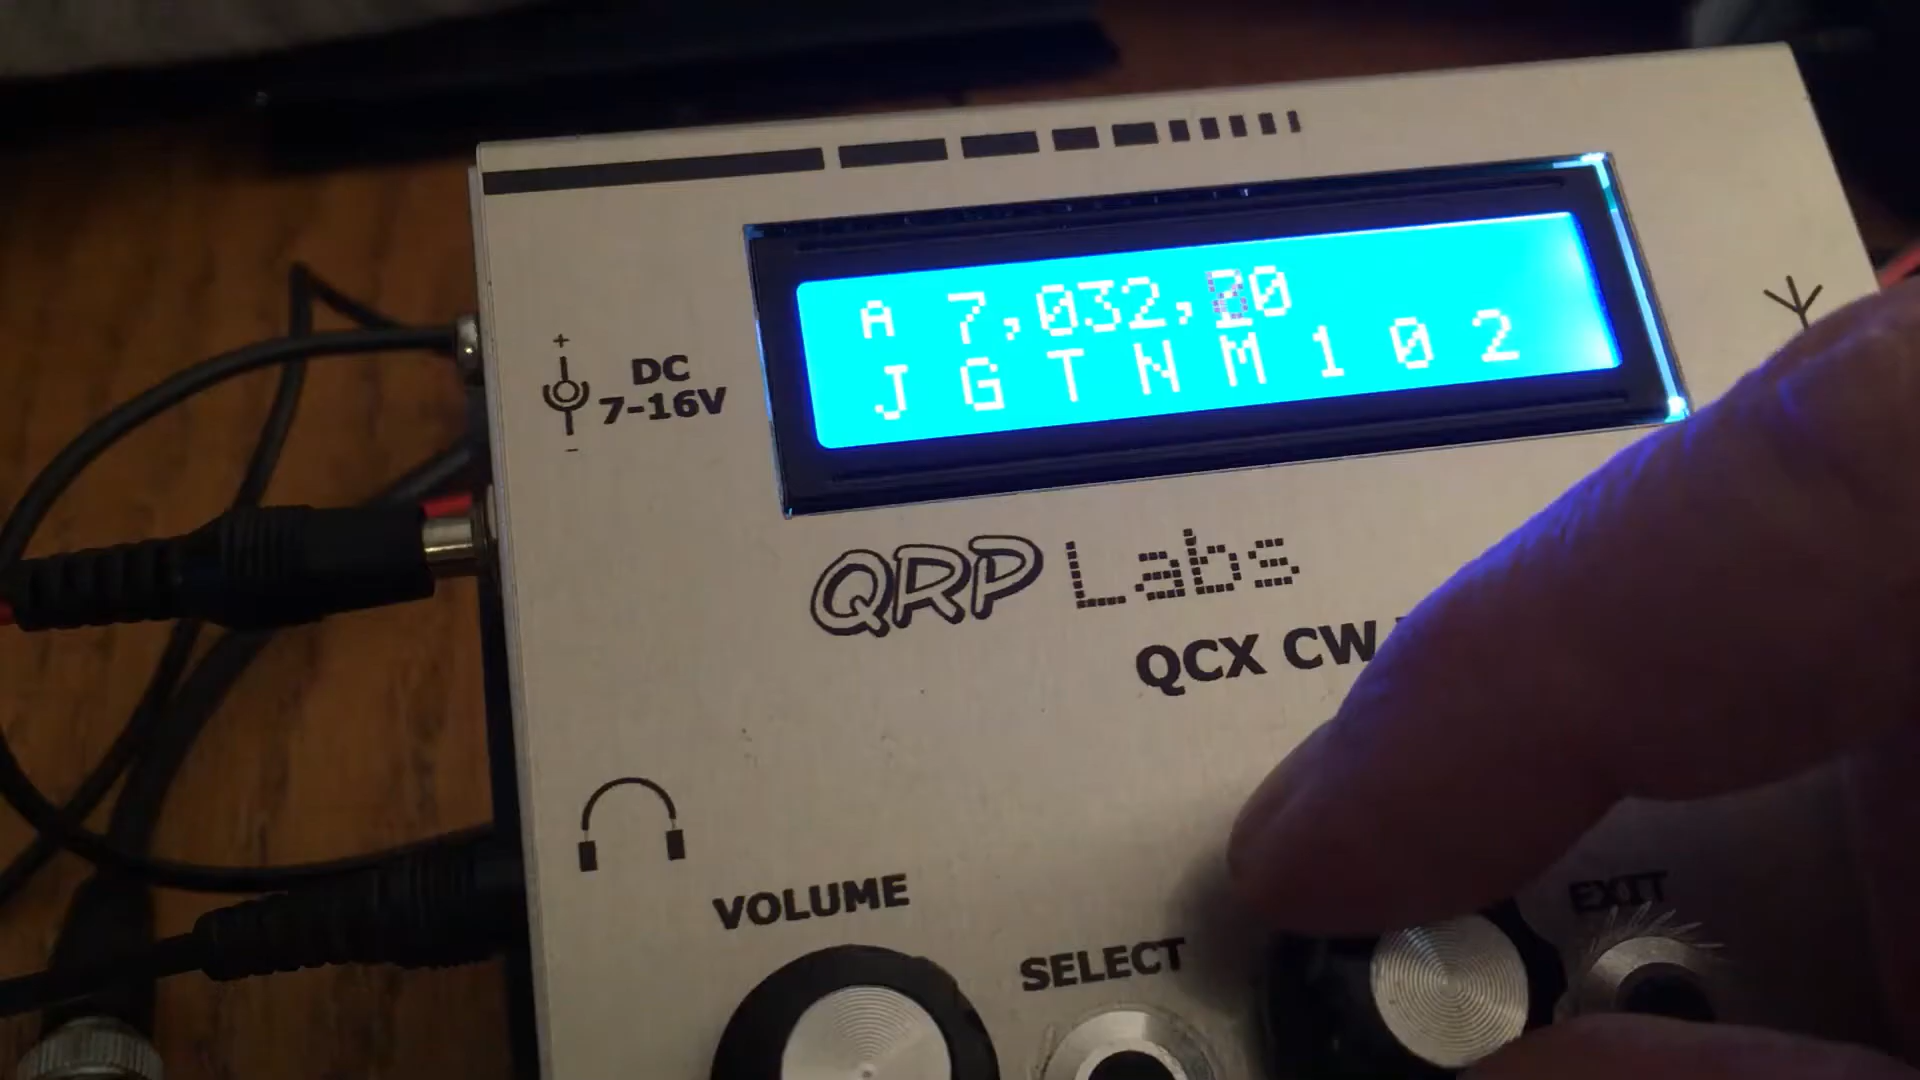 A 7,032,20
J G T N M 1 0 2
+
DC
7-16V
-
QRP Labs
QCX CW
VOLUME
SELECT
EXIT